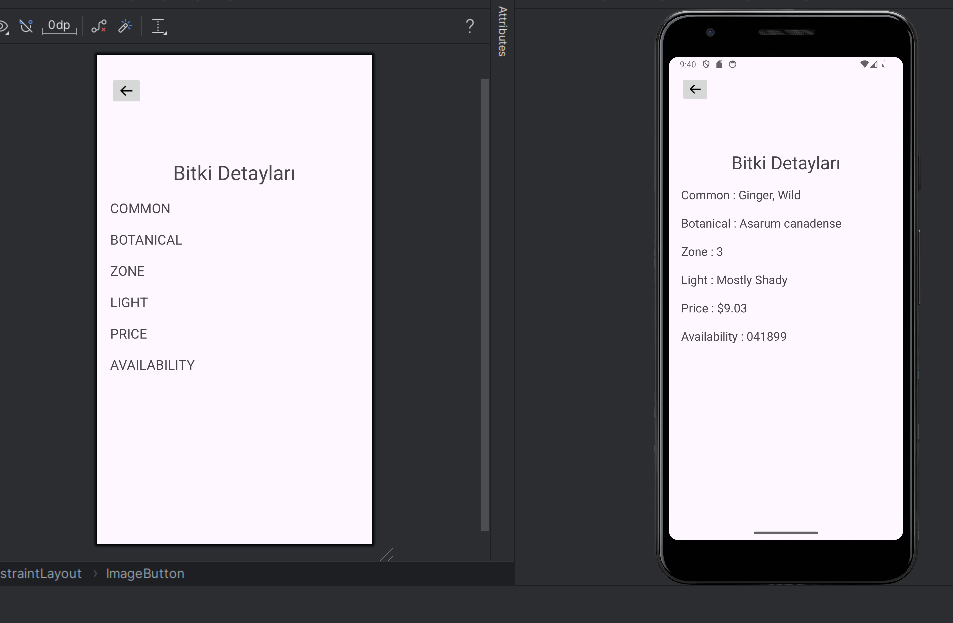 0dp
?
Attributes
Bitki Detayları
COMMON
BOTANICAL
ZONE
LIGHT
PRICE
AVAILABILITY
straintLayout › ImageButton
9:40
Bitki Detayları
Common : Ginger, Wild
Botanical : Asarum canadense
Zone : 3
Light : Mostly Shady
Price : $9.03
Availability : 041899